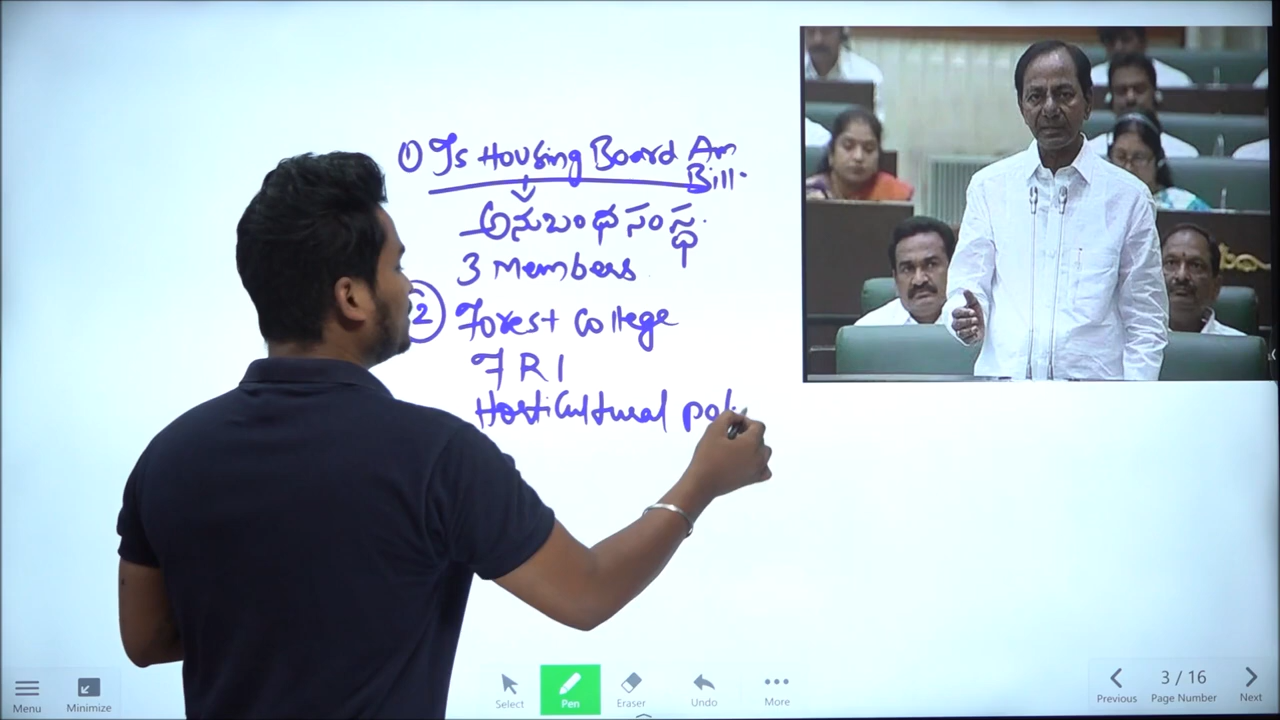 ① Ts Housing Board Am
Bill.
అనుబంధ సంస్థ.
3 Members
② Forest College
F R I
Horticultural pol
3 / 16
Menu
Minimize
Select
Pen
Eraser
Undo
More
Previous
Page Number
Next